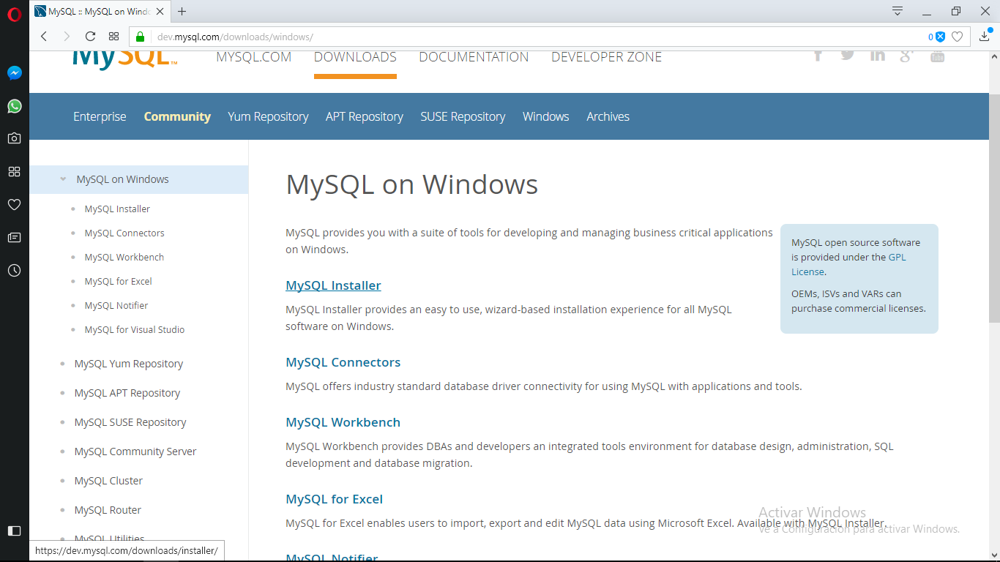 MySQL :: MySQL on Windo
dev.mysql.com/downloads/windows/
0
MySQL™
MYSQL.COM
DOWNLOADS
DOCUMENTATION
DEVELOPER ZONE
Enterprise
Community
Yum Repository
APT Repository
SUSE Repository
Windows
Archives
MySQL on Windows
MySQL Installer
MySQL Connectors
MySQL Workbench
MySQL for Excel
MySQL Notifier
MySQL for Visual Studio
MySQL Yum Repository
MySQL APT Repository
MySQL SUSE Repository
MySQL Community Server
MySQL Cluster
MySQL Router
MySQL Utilities
MySQL on Windows
MySQL provides you with a suite of tools for developing and managing business critical applications
on Windows.
MySQL Installer
MySQL Installer provides an easy to use, wizard-based installation experience for all MySQL
software on Windows.
MySQL Connectors
MySQL offers industry standard database driver connectivity for using MySQL with applications and tools.
MySQL Workbench
MySQL Workbench provides DBAs and developers an integrated tools environment for database design, administration, SQL
development and database migration.
MySQL for Excel
MySQL for Excel enables users to import, export and edit MySQL data using Microsoft Excel. Available with MySQL Installer.
MySQL Notifier
MySQL open source software
is provided under the GPL
License.
OEMs, ISVs and VARs can
purchase commercial licenses.
Activar Windows
Ve a Configuración para activar Windows.
https://dev.mysql.com/downloads/installer/